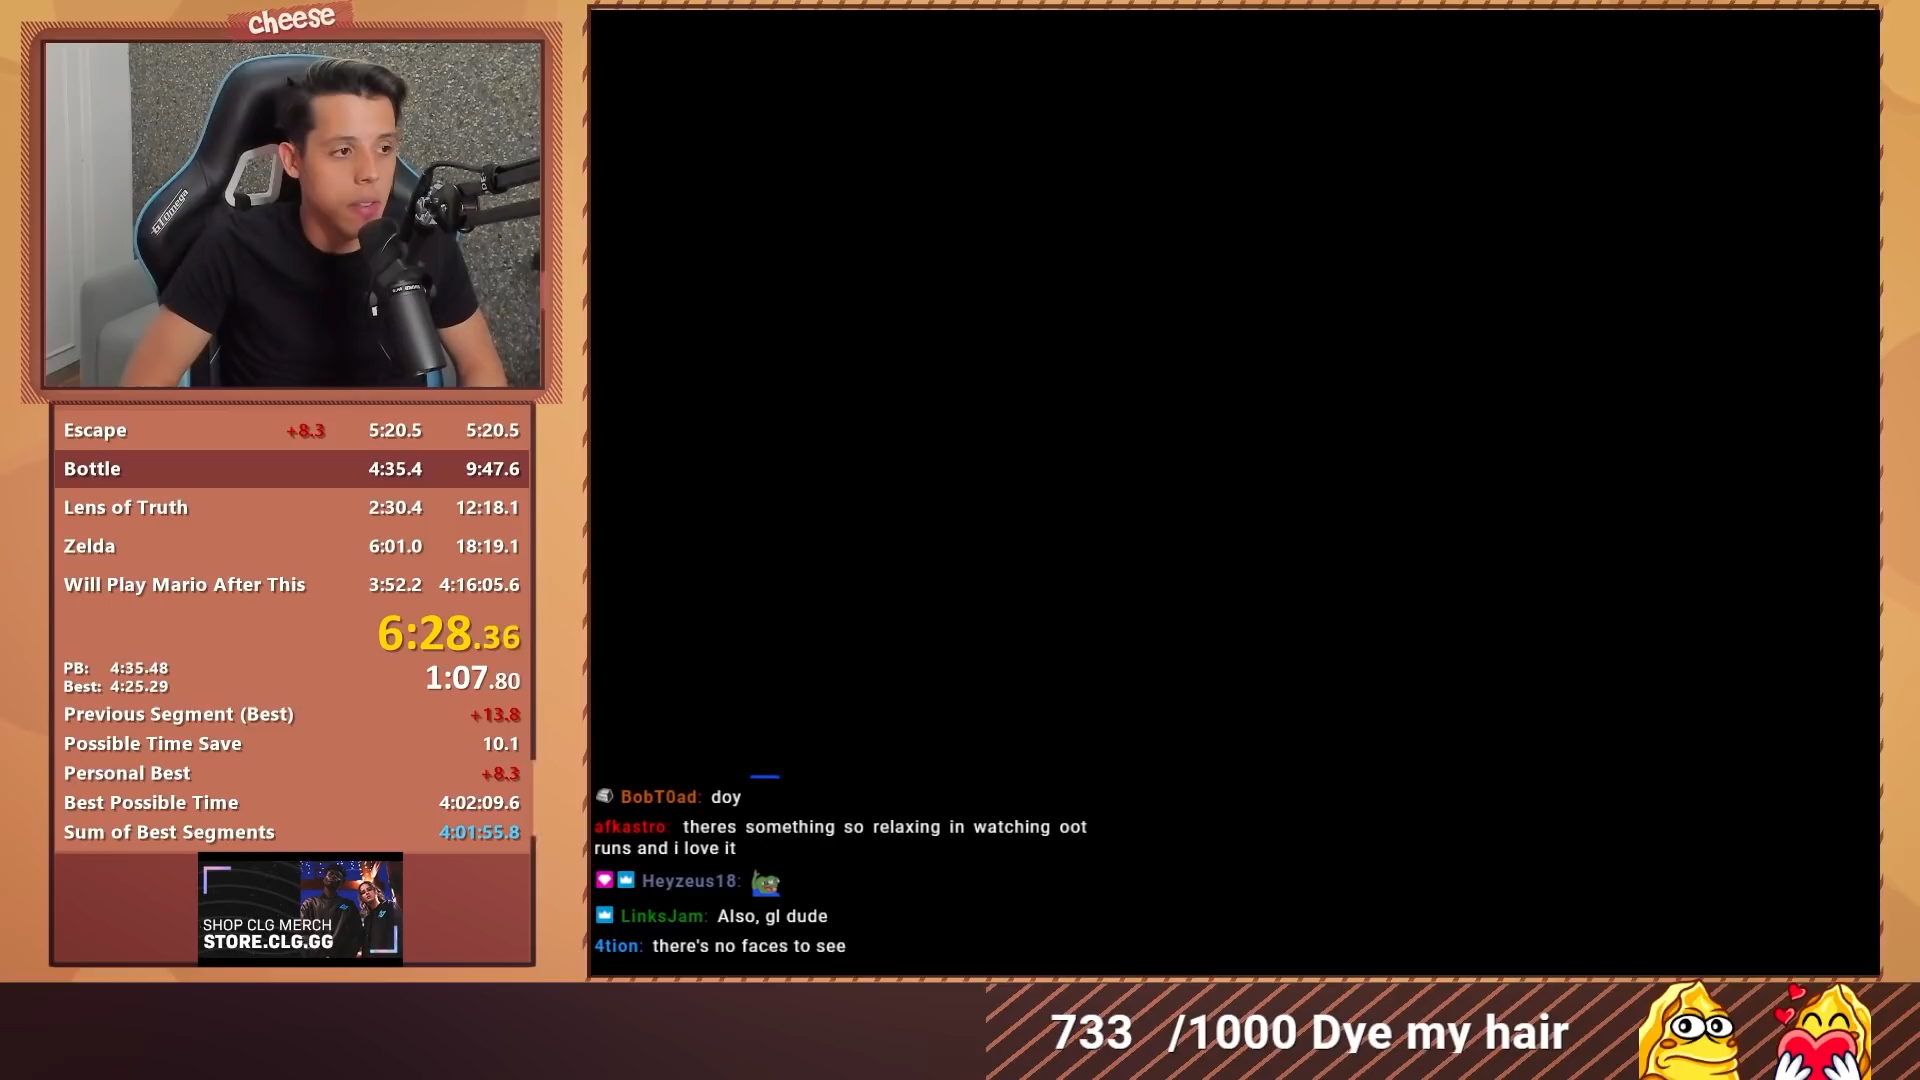 cheese
GTOmega
Escape +8.3 5:20.5 5:20.5
Bottle 4:35.4 9:47.6
Lens of Truth 2:30.4 12:18.1
Zelda 6:01.0 18:19.1
Will Play Mario After This 3:52.2 4:16:05.6
6:28.36
PB: 4:35.48
Best: 4:25.29
1:07.80
Previous Segment (Best) +13.8
Possible Time Save 10.1
Personal Best +8.3
Best Possible Time 4:02:09.6
Sum of Best Segments 4:01:55.8
SHOP CLG MERCH
STORE.CLG.GG
BobT0ad: doy
afkastro: theres something so relaxing in watching oot
runs and i love it
Heyzeus18:
LinksJam: Also, gl dude
4tion: there's no faces to see
733 /1000 Dye my hair